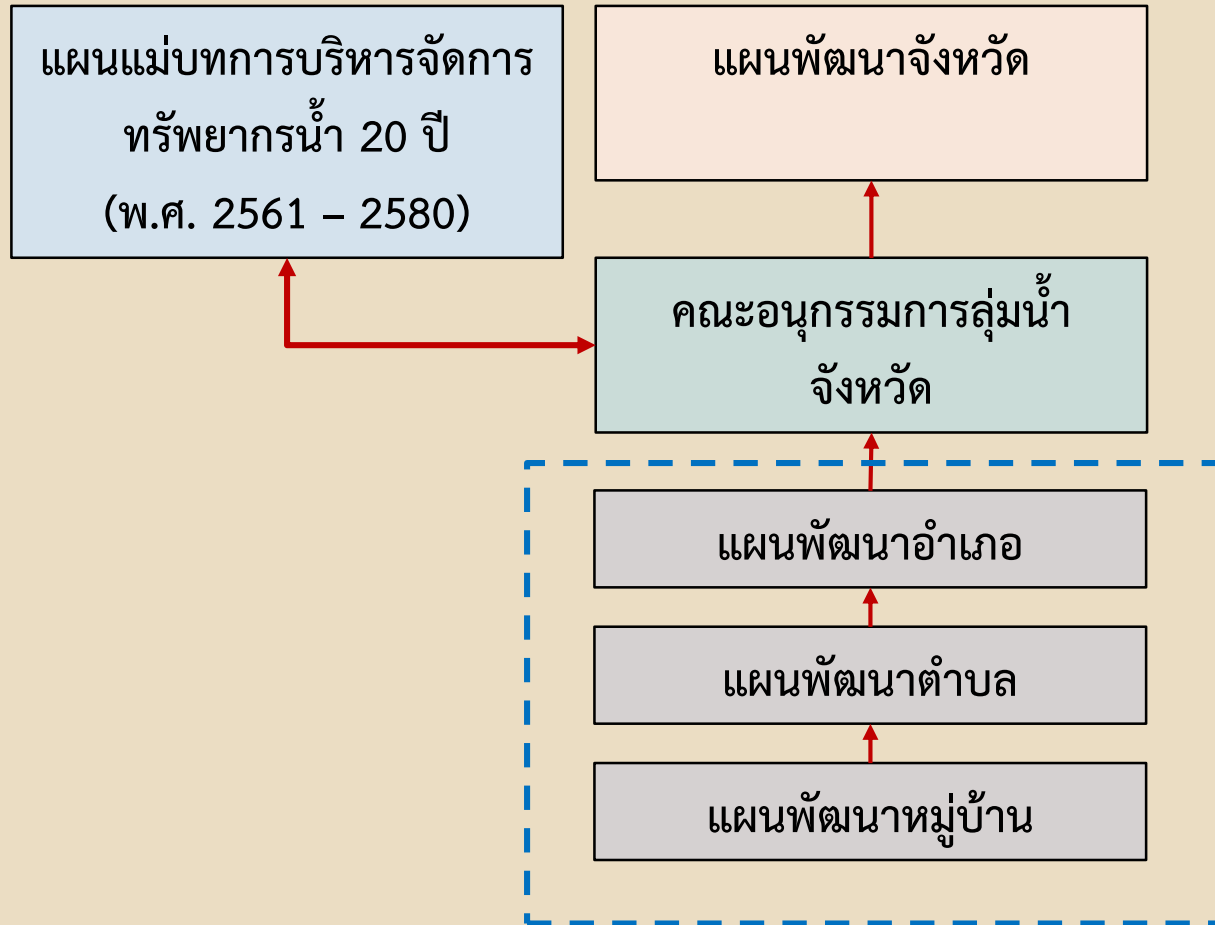 แผนแม่บทการบริหารจัดการ
ทรัพยากรน้ำ 20 ปี
(พ.ศ. 2561 – 2580)
แผนพัฒนาจังหวัด
คณะอนุกรรมการลุ่มน้ำ
จังหวัด
แผนพัฒนาอำเภอ
แผนพัฒนาตำบล
แผนพัฒนาหมู่บ้าน